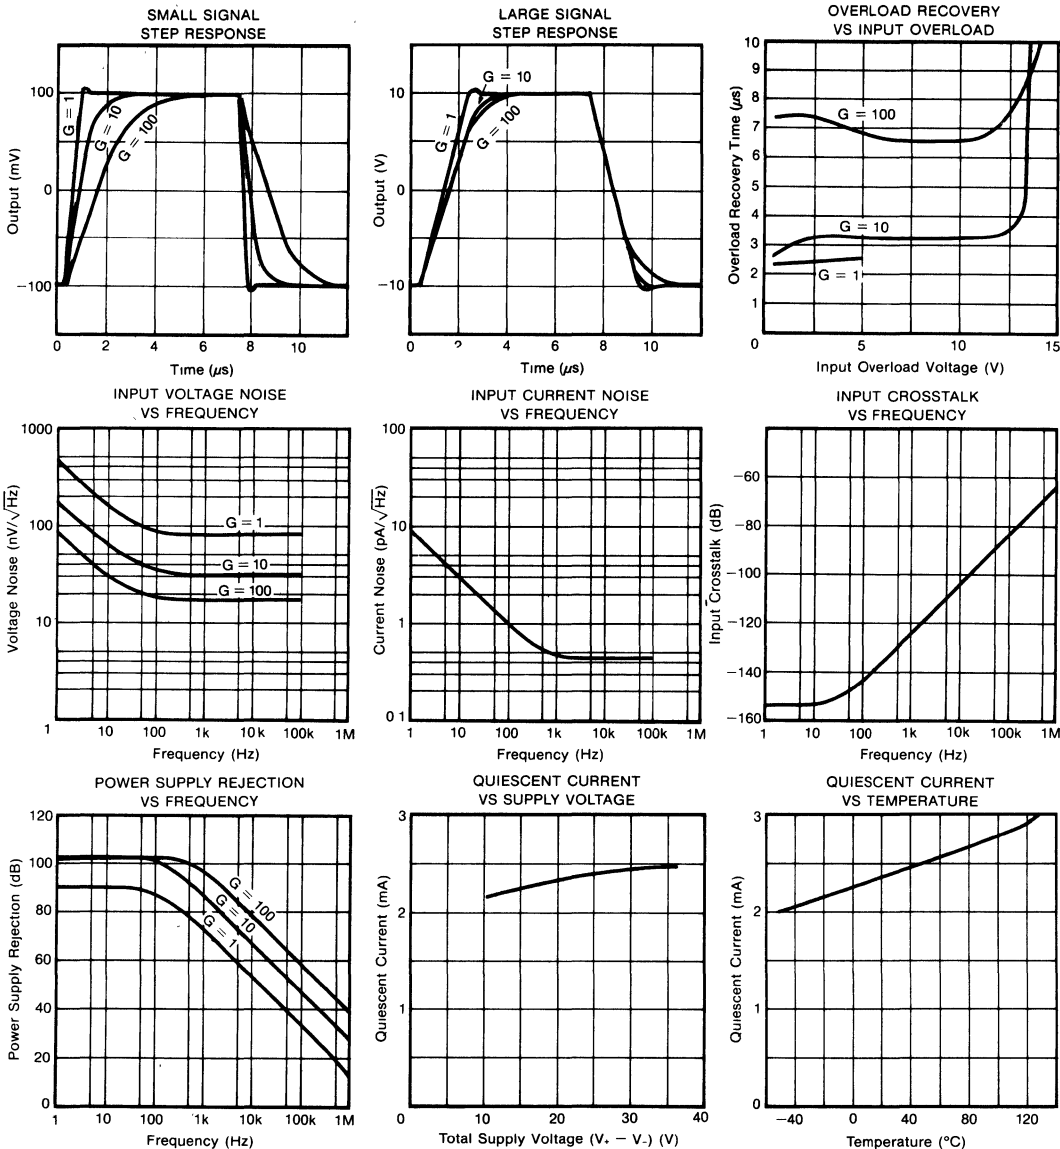 SMALL SIGNAL
STEP RESPONSE
100
0
−100
Output (mV)
G = 1
G = 10
G = 100
0 2 4 6 8 10
Time (μs)
LARGE SIGNAL
STEP RESPONSE
10
0
−10
Output (V)
G = 1
G = 10
G = 100
0 2 4 6 8 10
Time (μs)
OVERLOAD RECOVERY
VS INPUT OVERLOAD
10
9
8
7
6
5
4
3
2
1
Overload Recovery Time (μs)
G = 100
G = 10
G = 1
0 5 10 15
Input Overload Voltage (V)
INPUT VOLTAGE NOISE
VS FREQUENCY
1000
100
10
Voltage Noise (nV/√Hz)
G = 1
G = 10
G = 100
1 10 100 1k 10k 100k 1M
Frequency (Hz)
INPUT CURRENT NOISE
VS FREQUENCY
100
10
1
0 1
Current Noise (pA/√Hz)
1 10 100 1k 10k 100k 1M
Frequency (Hz)
INPUT CROSSTALK
VS FREQUENCY
−60
−80
−100
−120
−140
−160
Input Crosstalk (dB)
1 10 100 1k 10k 100k 1M
Frequency (Hz)
POWER SUPPLY REJECTION
VS FREQUENCY
120
100
80
60
40
20
0
Power Supply Rejection (dB)
G = 100
G = 10
G = 1
1 10 100 1k 10k 100k 1M
Frequency (Hz)
QUIESCENT CURRENT
VS SUPPLY VOLTAGE
3
2
1
0
Quiescent Current (mA)
0 10 20 30 40
Total Supply Voltage (V₊ − V₋) (V)
QUIESCENT CURRENT
VS TEMPERATURE
3
2
1
0
Quiescent Current (mA)
−40 0 40 80 120
Temperature (°C)